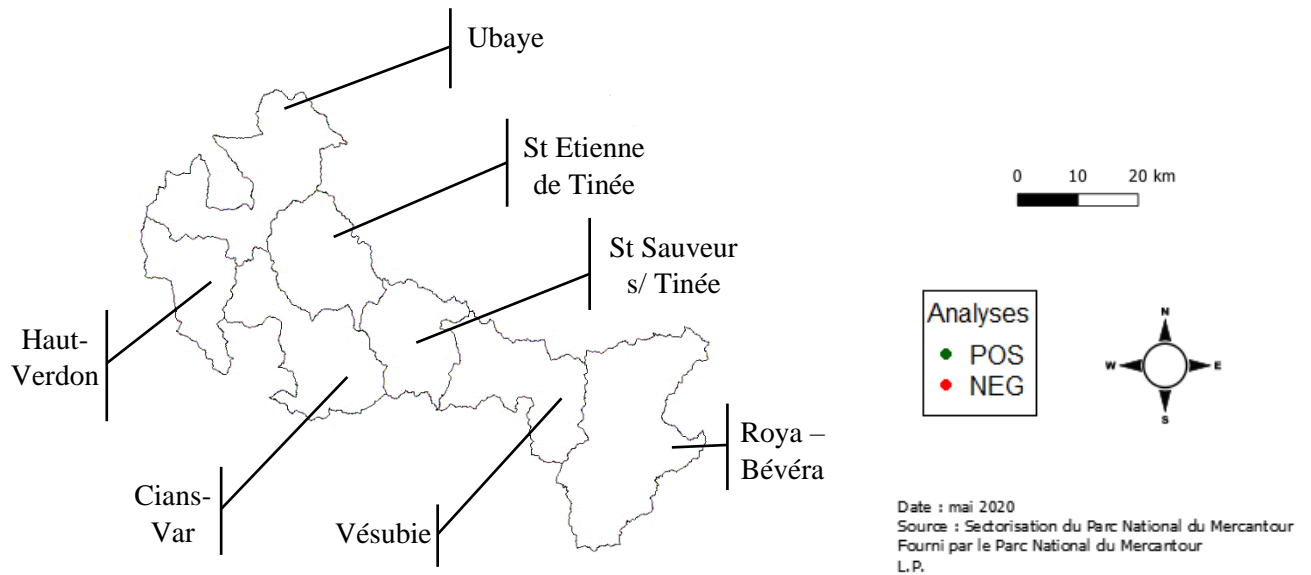 Ubaye
St Etienne
de Tinée
St Sauveur
s/ Tinée
Haut-
Verdon
Cians-
Var
Vésubie
Roya –
Bévéra
0 10 20 km
Analyses
POS
NEG
N
W E
S
Date : mai 2020
Source : Sectorisation du Parc National du Mercantour
Fourni par le Parc National du Mercantour
L.P.